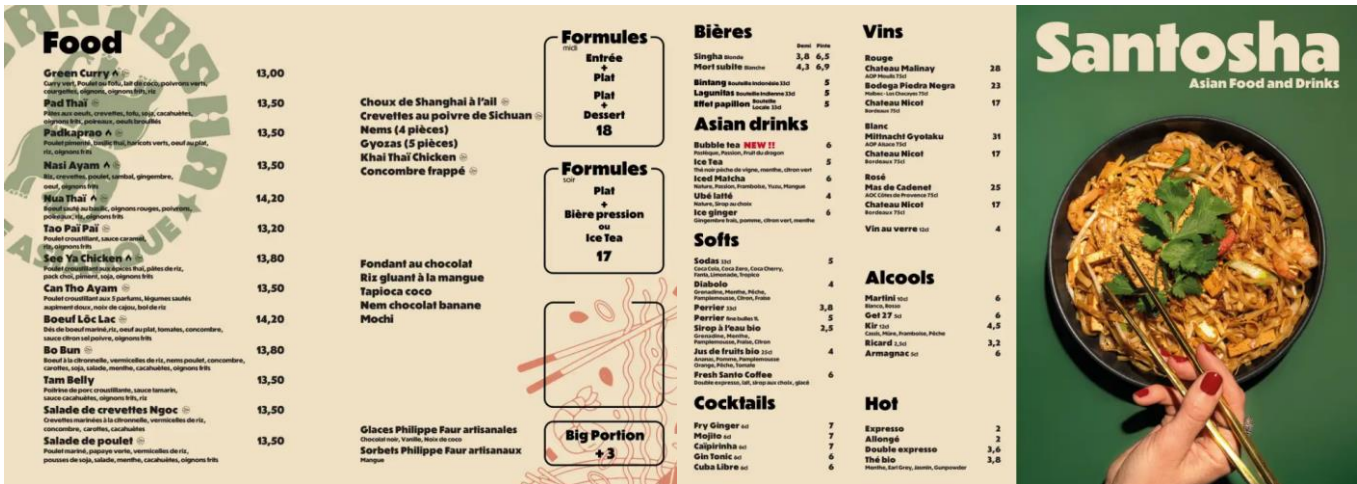 Food
Green Curry
13,00
Curry vert, Poulet ou tofu, lait de coco, poivrons verts,
courgettes, oignons, oignons frits, riz
Pad Thaï
13,50
Pâtes aux oeufs, crevettes, tofu, soja, cacahuètes,
oignons frits, poireaux, oeufs brouillés
Padkaprao
13,50
Poulet pimenté, basilic thaï, haricots verts, oeuf au plat,
riz, oignons frits
Nasi Ayam
13,50
Riz, crevettes, poulet, sambal, gingembre,
oeuf, oignons frits
Nua Thaï
14,20
Boeuf sauté au basilic, oignons rouges, poivrons,
poireaux, riz, oignons frits
Tao Paï Paï
13,20
Poulet croustillant, sauce caramel,
riz, oignons frits
See Ya Chicken
13,80
Poulet croustillant aux épices thaï, pâtes de riz,
pack choï, piment, soja, oignons frits
Can Tho Ayam
13,50
Poulet croustillant aux 5 parfums, légumes sautés
au piment doux, noix de cajou, bol de riz
Boeuf Lôc Lac
14,20
Dés de boeuf mariné, riz, oeuf au plat, tomates, concombre,
sauce citron sel poivre, oignons frits
Bo Bun
13,80
Boeuf à la citronnelle, vermicelles de riz, nems poulet, concombre,
carottes, soja, salade, menthe, cacahuètes, oignons frits
Tam Belly
13,50
Poitrine de porc croustillante, sauce tamarin,
sauce cacahuètes, oignons frits, riz
Salade de crevettes Ngoc
13,50
Crevettes marinées à la citronnelle, vermicelles de riz,
concombre, carottes, cacahuètes
Salade de poulet
13,50
Poulet mariné, papaye verte, vermicelles de riz,
pousses de soja, salade, menthe, cacahuètes, oignons frits
Choux de Shanghai à l'ail
Crevettes au poivre de Sichuan
Nems (4 pièces)
Gyozas (5 pièces)
Khai Thaï Chicken
Concombre frappé
Fondant au chocolat
Riz gluant à la mangue
Tapioca coco
Nem chocolat banane
Mochi
Glaces Philippe Faur artisanales
Chocolat noir, Vanille, Noix de coco
Sorbets Philippe Faur artisanaux
Mangue
Formules
midi
Entrée
+
Plat
Plat
+
Dessert
18
Formules
soir
Plat
+
Bière pression
ou
Ice Tea
17
Big Portion
+ 3
Bières
Demi Pinte
Singha Blonde 3,8 6,5
Mort subite Blanche 4,3 6,9
Bintang Bouteille Indonésie 33cl 5
Lagunitas Bouteille Indienne 33cl 5
Effet papillon Bouteille Locale 33cl 5
Asian drinks
Bubble tea NEW !! 6
Pastèque, Passion, Fruit du dragon
Ice Tea 5
Thé noir pêche de vigne, menthe, citron vert
Iced Matcha 6
Nature, Passion, Framboise, Yuzu, Mangue
Ubé latté 4
Nature, Sirop au choix
Ice ginger 6
Gingembre frais, pomme, citron vert, menthe
Softs
Sodas 33cl 5
Coca Cola, Coca Zero, Coca Cherry,
Fanta, Limonade, Tropico
Diabolo 4
Grenadine, Menthe, Pêche,
Pamplemousse, Citron, Fraise
Perrier 33cl 3,8
Perrier fine bulles 1L 5
Sirop à l'eau bio 2,5
Grenadine, Menthe,
Pamplemousse, Fraise, Citron
Jus de fruits bio 25cl 4
Ananas, Pomme, Pamplemousse
Orange, Pêche, Tomate
Fresh Santo Coffee 6
Double expresso, lait, sirop aux choix, glacé
Cocktails
Fry Ginger 6cl 7
Mojito 6cl 7
Caïpirinha 6cl 7
Gin Tonic 6cl 6
Cuba Libre 6cl 6
Vins
Rouge
Chateau Malinay 28
AOP Moulis 75cl
Bodega Piedra Negra 23
Malbec - Los Chacayes 75cl
Chateau Nicot 17
Bordeaux 75cl
Blanc
Mittnacht Gyotaku 31
AOP Alsace 75cl
Chateau Nicot 17
Bordeaux 75cl
Rosé
Mas de Cadenet 25
AOC Côtes de Provence 75cl
Chateau Nicot 17
Bordeaux 75cl
Vin au verre 12cl 4
Alcools
Martini 10cl 6
Bianco, Rosso
Get 27 5cl 6
Kir 12cl 4,5
Cassis, Mûre, Framboise, Pêche
Ricard 2,5cl 3,2
Armagnac 5cl 6
Hot
Expresso 2
Allongé 2
Double expresso 3,6
Thé bio 3,8
Menthe, Earl Grey, Jasmin, Gunpowder
Santosha
Asian Food and Drinks